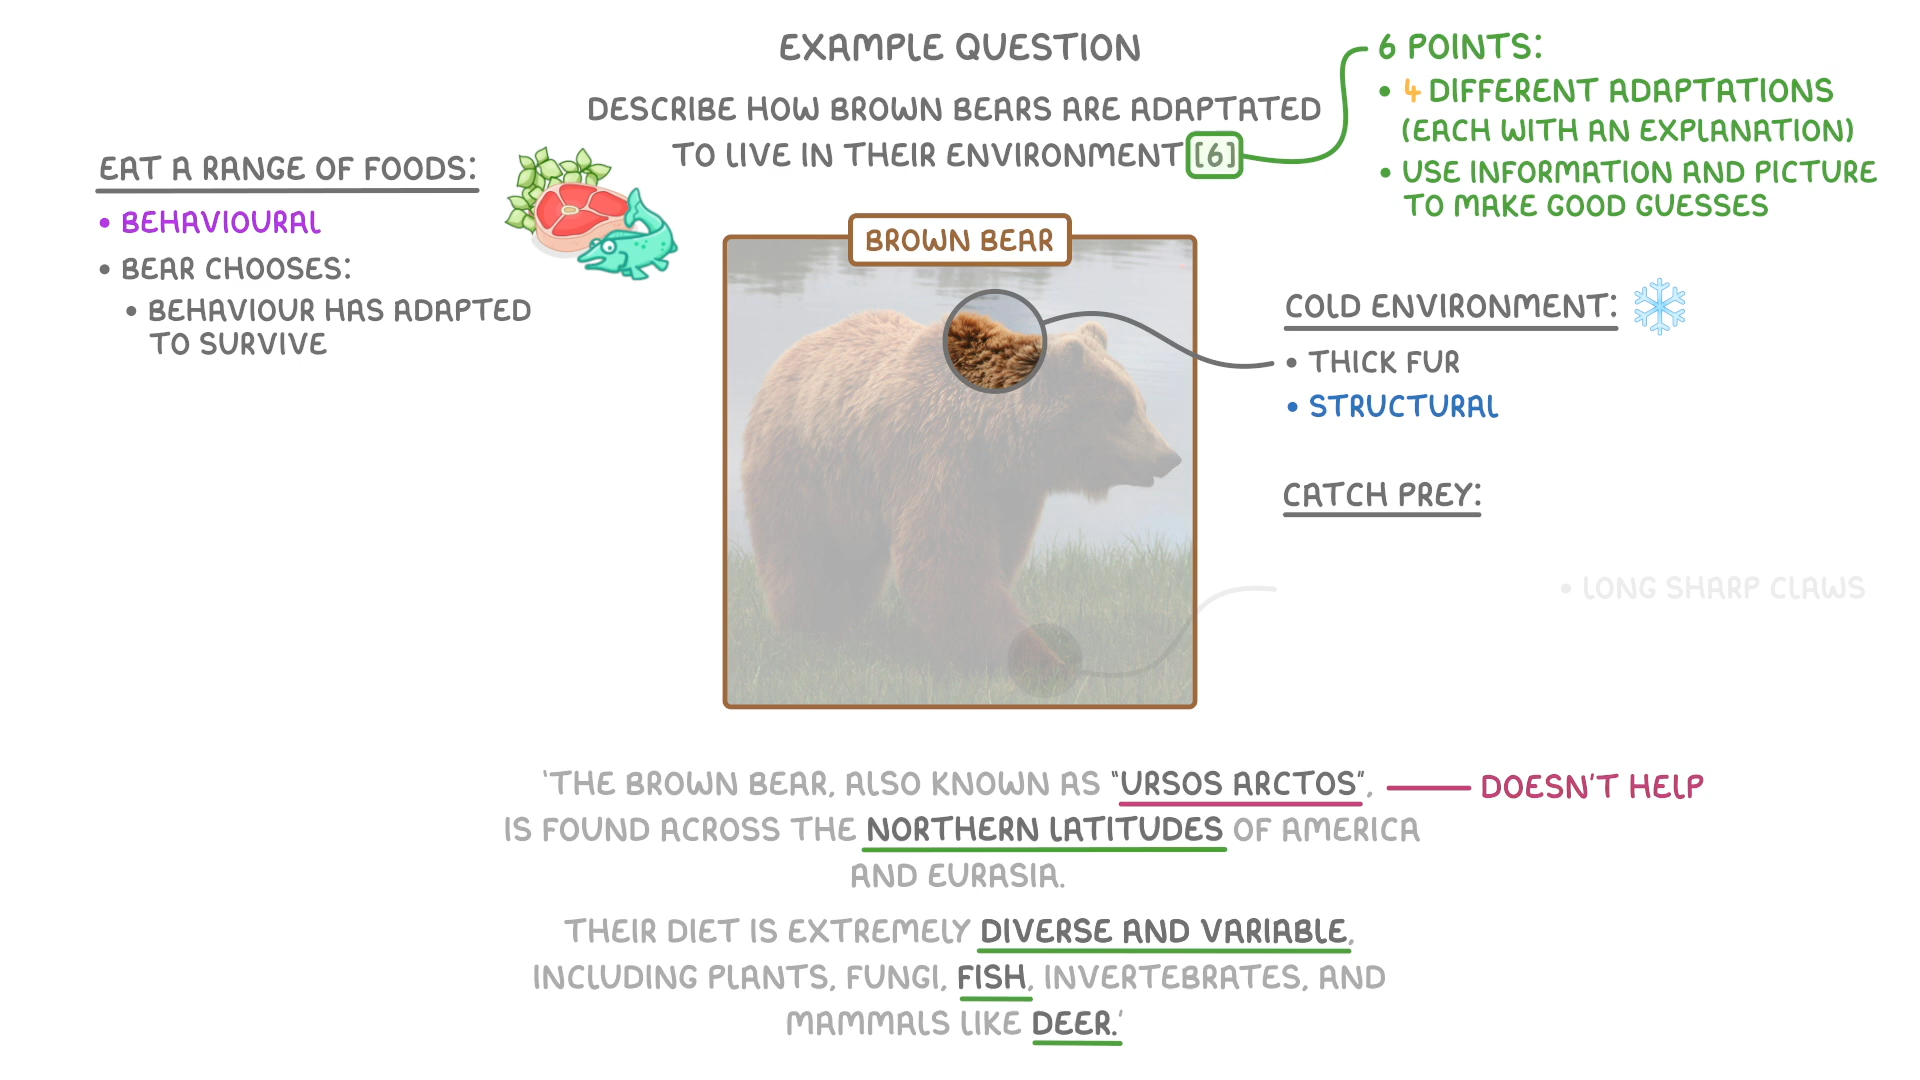 EXAMPLE QUESTION
DESCRIBE HOW BROWN BEARS ARE ADAPTATED
TO LIVE IN THEIR ENVIRONMENT [6]
6 POINTS:
• 4 DIFFERENT ADAPTATIONS
(EACH WITH AN EXPLANATION)
• USE INFORMATION AND PICTURE
TO MAKE GOOD GUESSES
EAT A RANGE OF FOODS:
• BEHAVIOURAL
• BEAR CHOOSES:
• BEHAVIOUR HAS ADAPTED
TO SURVIVE
BROWN BEAR
COLD ENVIRONMENT:
• THICK FUR
• STRUCTURAL
CATCH PREY:
• LONG SHARP CLAWS
'THE BROWN BEAR, ALSO KNOWN AS "URSOS ARCTOS",
DOESN'T HELP
IS FOUND ACROSS THE NORTHERN LATITUDES OF AMERICA
AND EURASIA.
THEIR DIET IS EXTREMELY DIVERSE AND VARIABLE,
INCLUDING PLANTS, FUNGI, FISH, INVERTEBRATES, AND
MAMMALS LIKE DEER.'